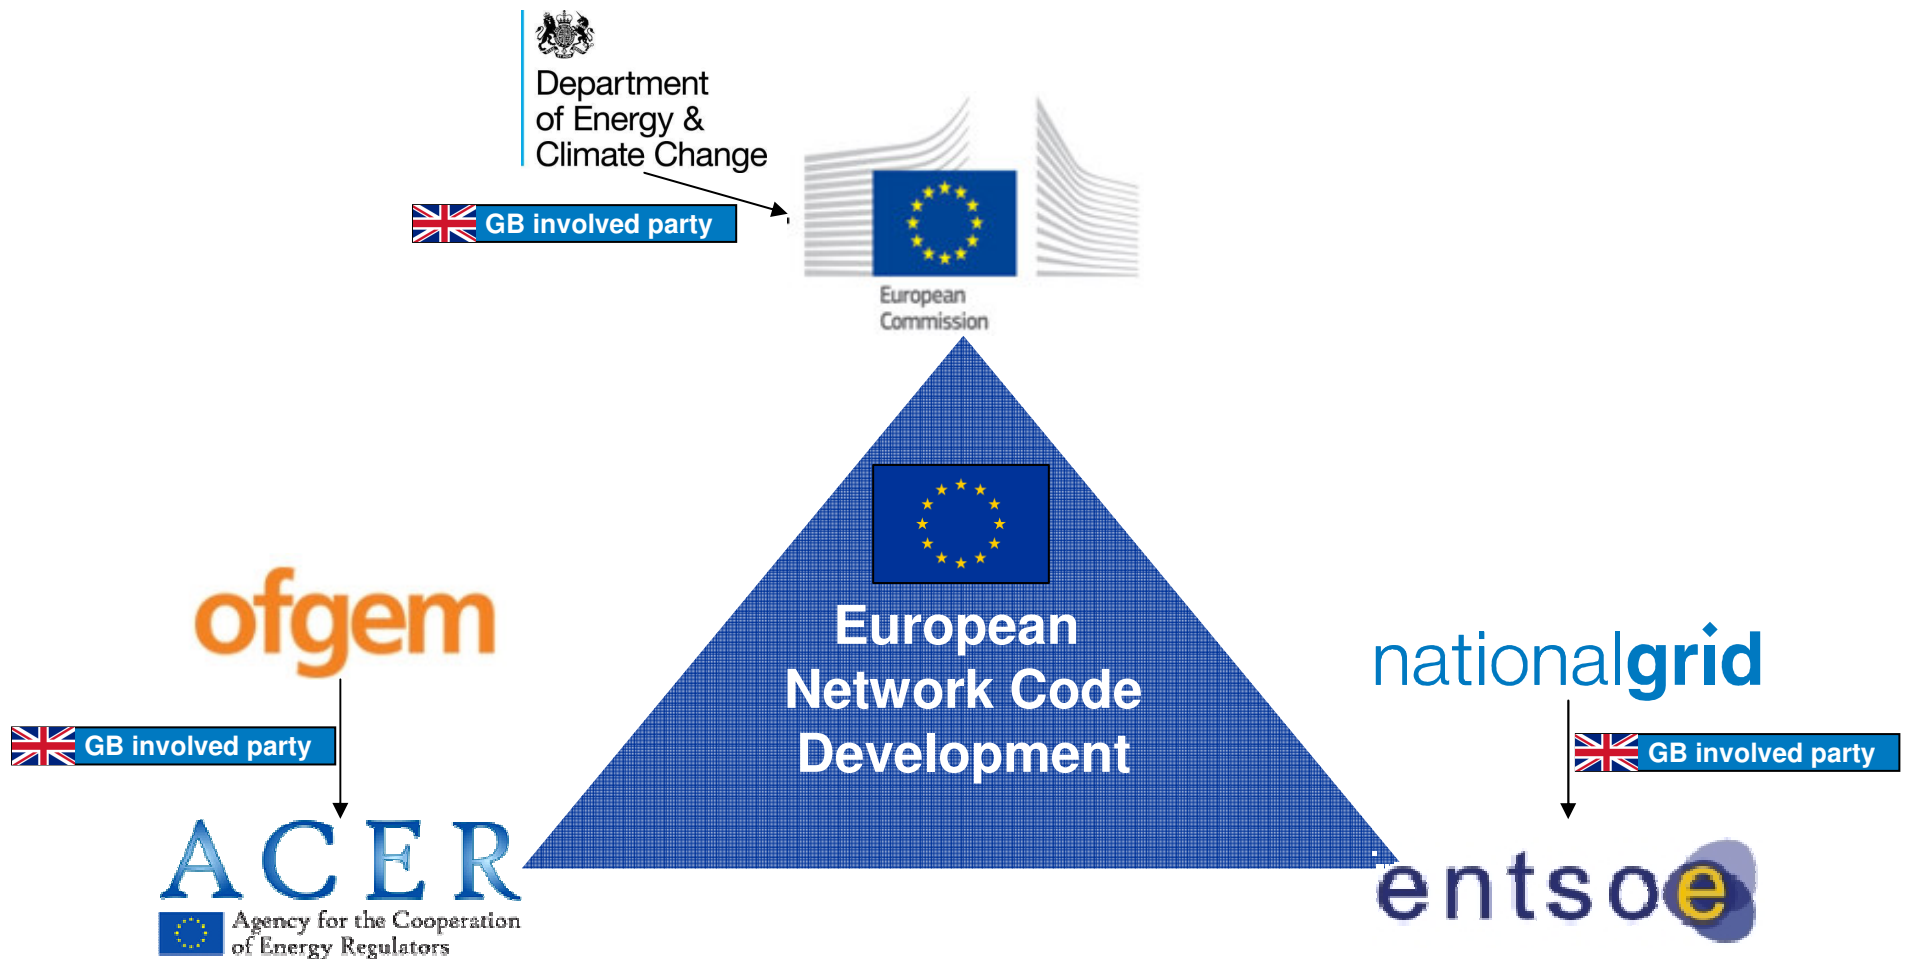 Department
of Energy &
Climate Change
GB involved party
European
Commission
European
Network Code
Development
ofgem
GB involved party
ACER
Agency for the Cooperation
of Energy Regulators
nationalgrid
GB involved party
entsoe